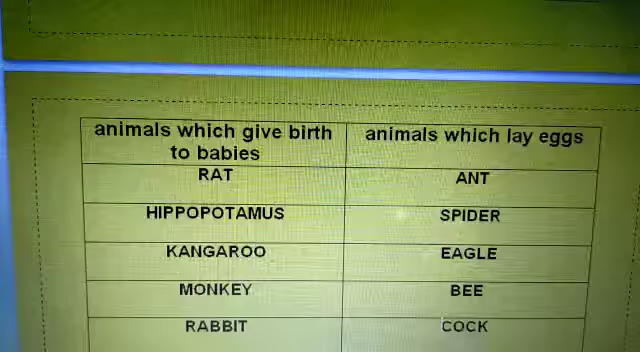 animals which give birth
to babies
animals which lay eggs
RAT
ANT
HIPPOPOTAMUS
SPIDER
KANGAROO
EAGLE
MONKEY
BEE
RABBIT
COCK